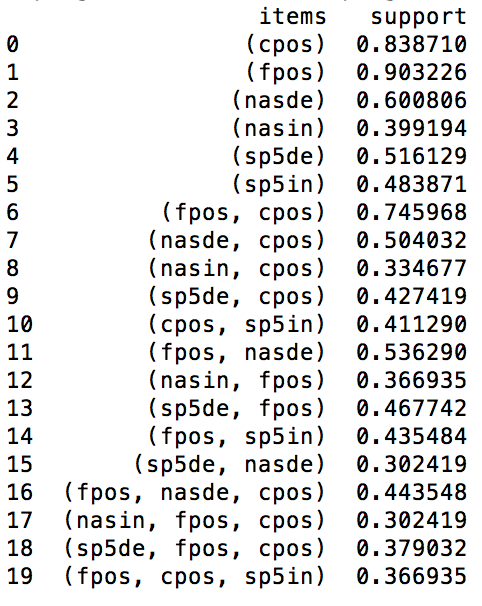 items support
0 (cpos) 0.838710
1 (fpos) 0.903226
2 (nasde) 0.600806
3 (nasin) 0.399194
4 (sp5de) 0.516129
5 (sp5in) 0.483871
6 (fpos, cpos) 0.745968
7 (nasde, cpos) 0.504032
8 (nasin, cpos) 0.334677
9 (sp5de, cpos) 0.427419
10 (cpos, sp5in) 0.411290
11 (fpos, nasde) 0.536290
12 (nasin, fpos) 0.366935
13 (sp5de, fpos) 0.467742
14 (fpos, sp5in) 0.435484
15 (sp5de, nasde) 0.302419
16 (fpos, nasde, cpos) 0.443548
17 (nasin, fpos, cpos) 0.302419
18 (sp5de, fpos, cpos) 0.379032
19 (fpos, cpos, sp5in) 0.366935